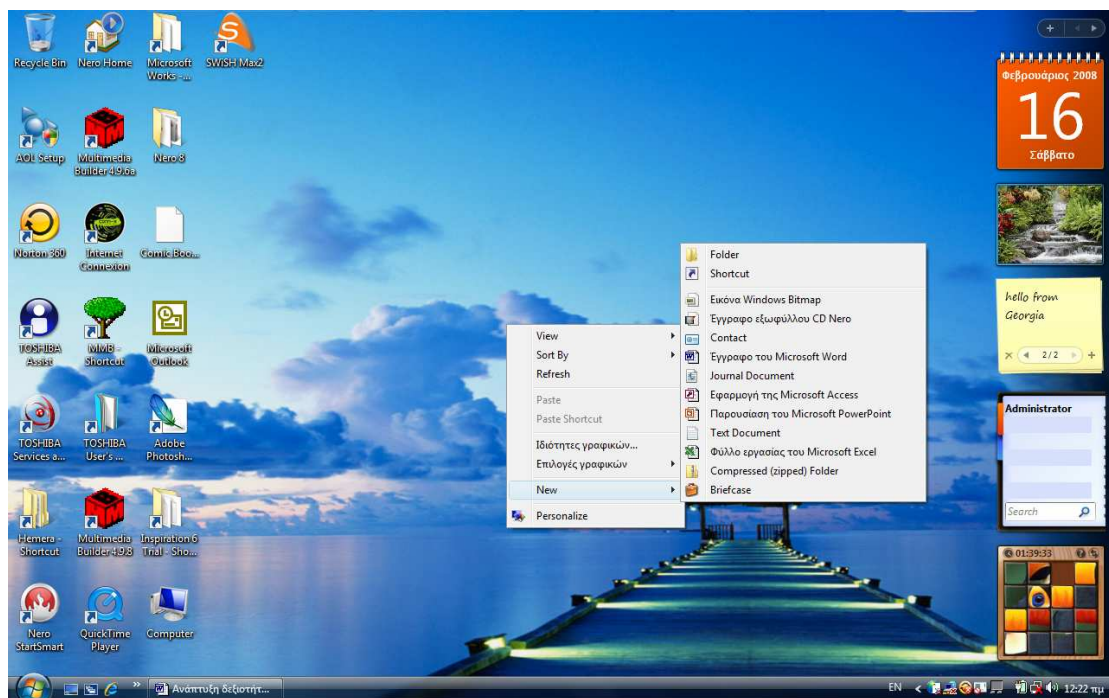 Recycle Bin
Nero Home
Microsoft
Works -...
SWiSH Max2
AOL Setup
Multimedia
Builder 4.9.6a
Nero 8
Norton 360
Internet
Connexion
Comic Boo...
TOSHIBA
Assist
MMB -
Shortcut
Microsoft
Outlook
TOSHIBA
Services a...
TOSHIBA
User's ...
Adobe
Photosh...
Hemera -
Shortcut
Multimedia
Builder 4.9.8
Inspiration 6
Trial - Sho...
Nero
StartSmart
QuickTime
Player
Computer
View
Sort By
Refresh
Paste
Paste Shortcut
Ιδιότητες γραφικών...
Επιλογές γραφικών
New
Personalize
Folder
Shortcut
Εικόνα Windows Bitmap
Έγγραφο εξωφύλλου CD Nero
Contact
Έγγραφο του Microsoft Word
Journal Document
Εφαρμογή της Microsoft Access
Παρουσίαση του Microsoft PowerPoint
Text Document
Φύλλο εργασίας του Microsoft Excel
Compressed (zipped) Folder
Briefcase
Φεβρουάριος 2008
16
Σάββατο
hello from
Georgia
2/2
Administrator
Search
01:39:33
Ανάπτυξη δεξιοτήτ...
EN
12:22 πμ